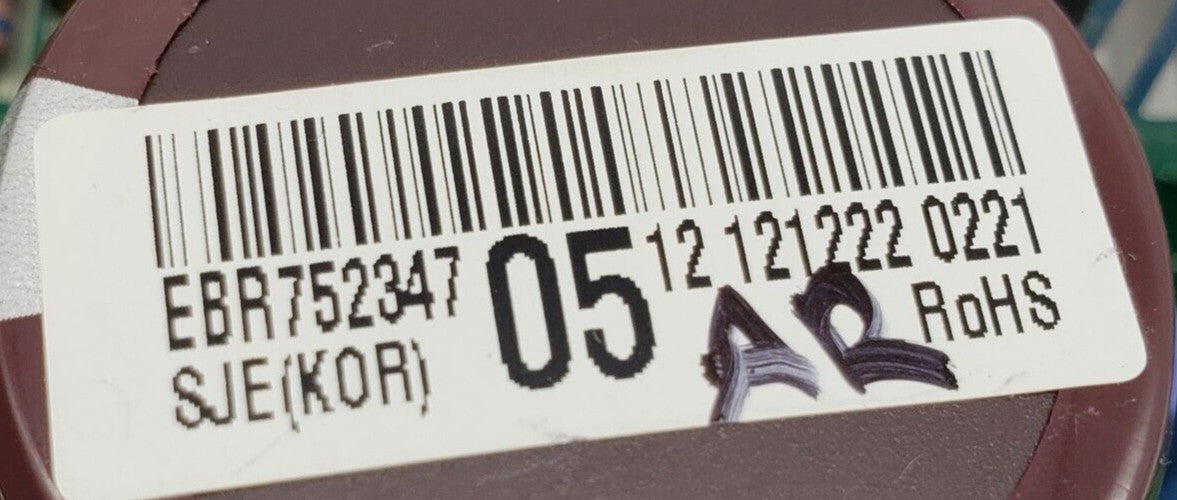 EBR752347 05 12 121222 0221
SJE(KOR) AR RoHS